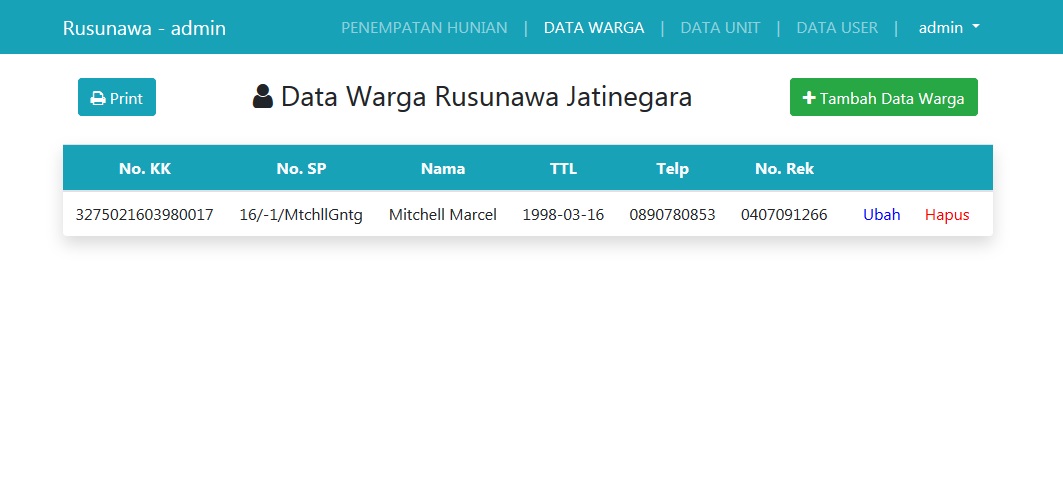 Rusunawa - admin PENEMPATAN HUNIAN | DATA WARGA | DATA UNIT | DATA USER | admin
Print Data Warga Rusunawa Jatinegara Tambah Data Warga
No. KK No. SP Nama TTL Telp No. Rek
3275021603980017 16/-1/MtchllGntg Mitchell Marcel 1998-03-16 0890780853 0407091266 Ubah Hapus